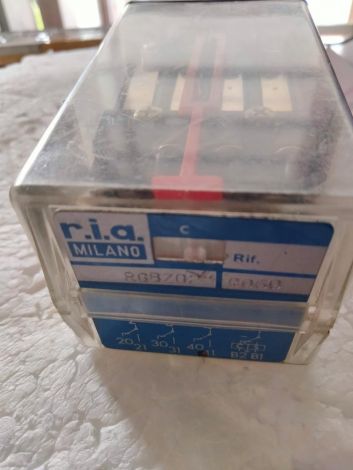 r.i.a.
MILANO
C
Rif.
20 30 40
21 31 41 B2 B1